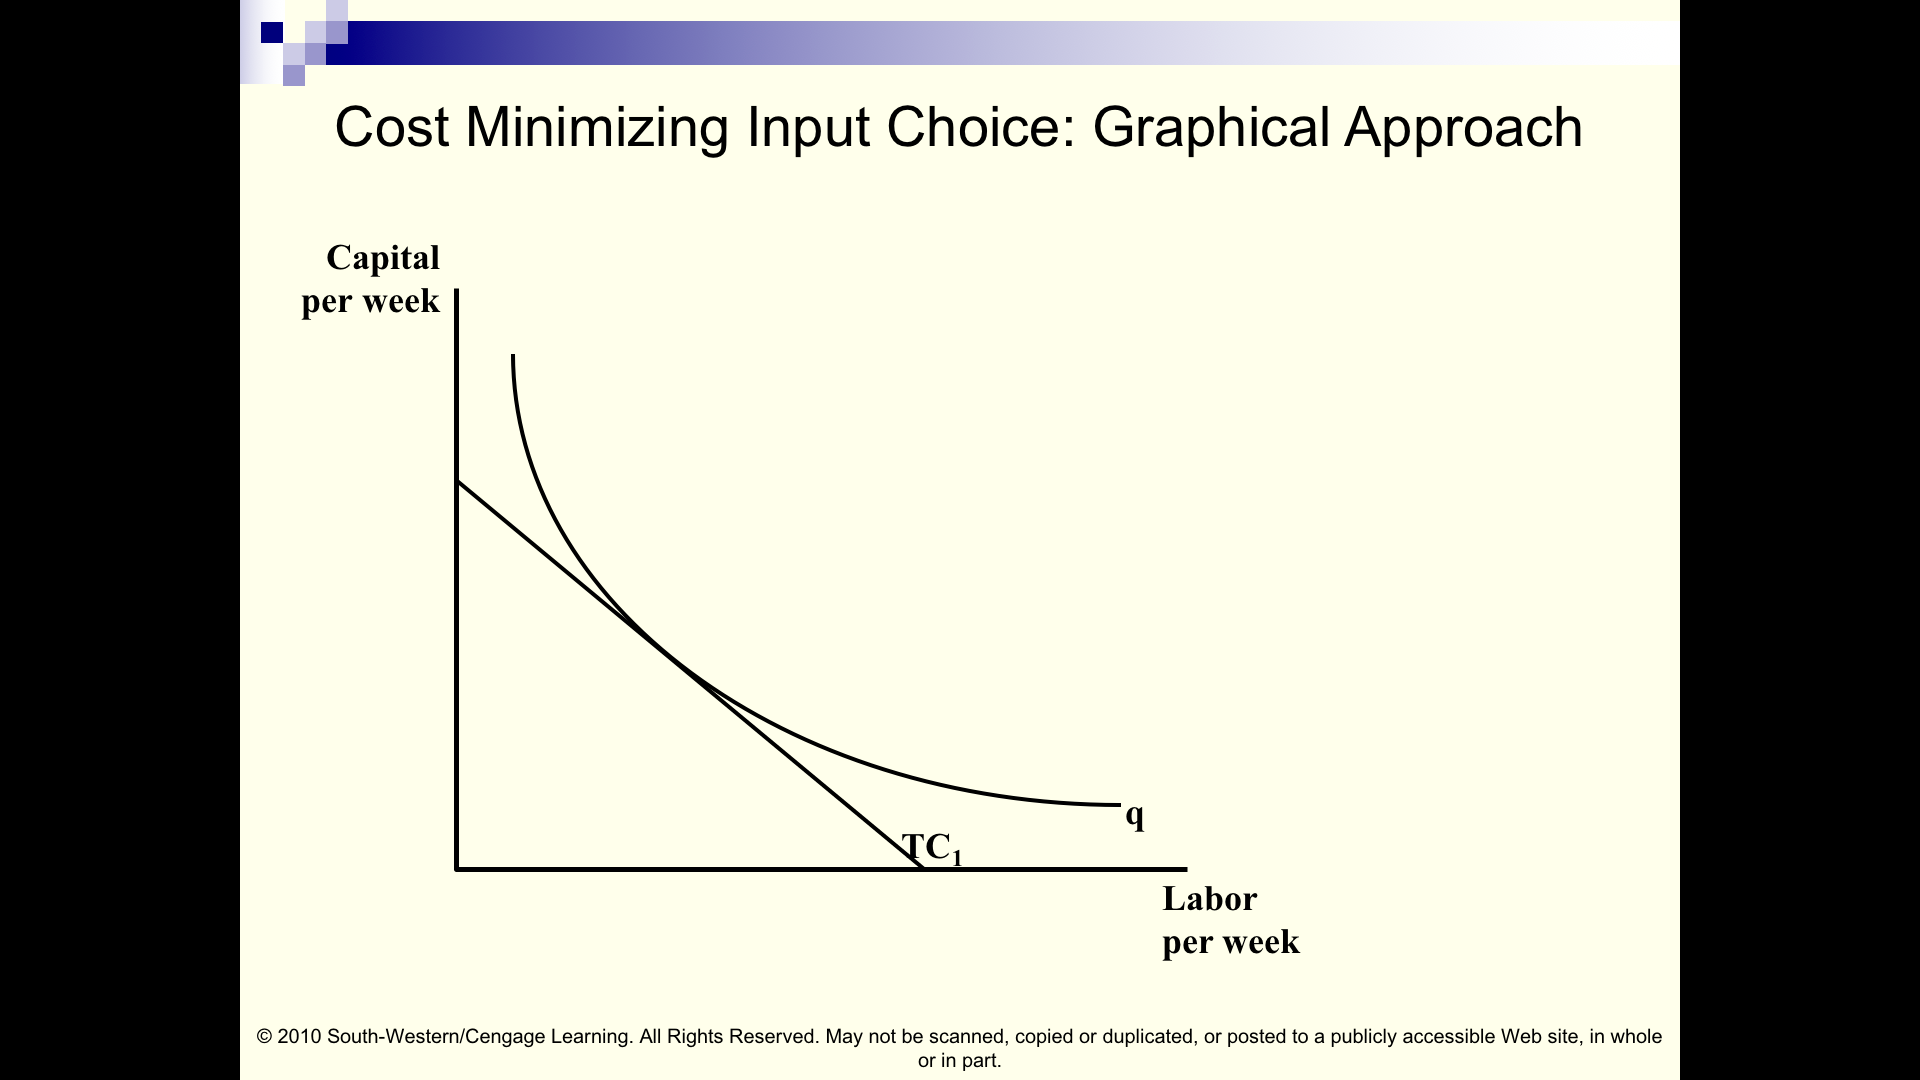 Cost Minimizing Input Choice: Graphical Approach
Capital
per week
q
TC₁
Labor
per week
© 2010 South-Western/Cengage Learning. All Rights Reserved. May not be scanned, copied or duplicated, or posted to a publicly accessible Web site, in whole
or in part.